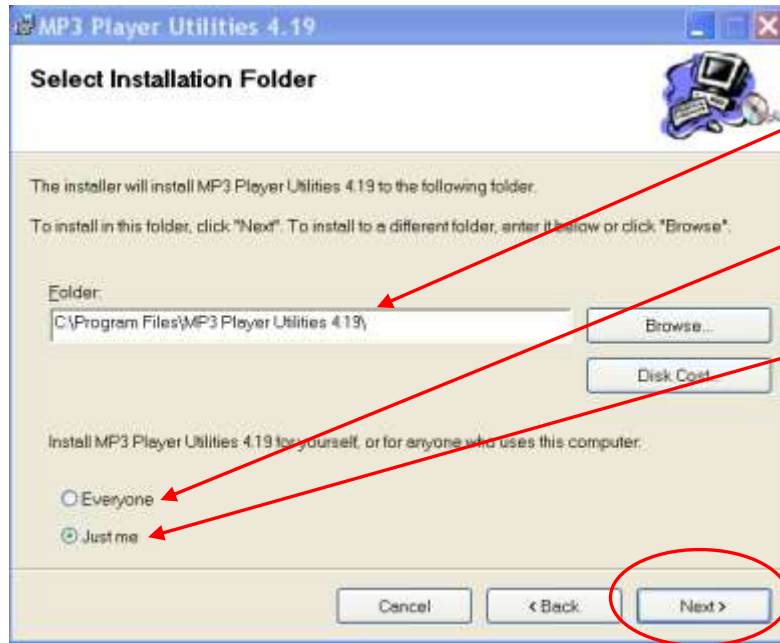 MP3 Player Utilities 4.19
Select Installation Folder
The installer will install MP3 Player Utilities 4.19 to the following folder.
To install in this folder, click "Next". To install to a different folder, enter it below or click "Browse".
Folder:
C:\Program Files\MP3 Player Utilities 4.19\
Browse...
Disk Cost...
Install MP3 Player Utilities 4.19 for yourself, or for anyone who uses this computer:
Everyone
Just me
Cancel
< Back
Next >